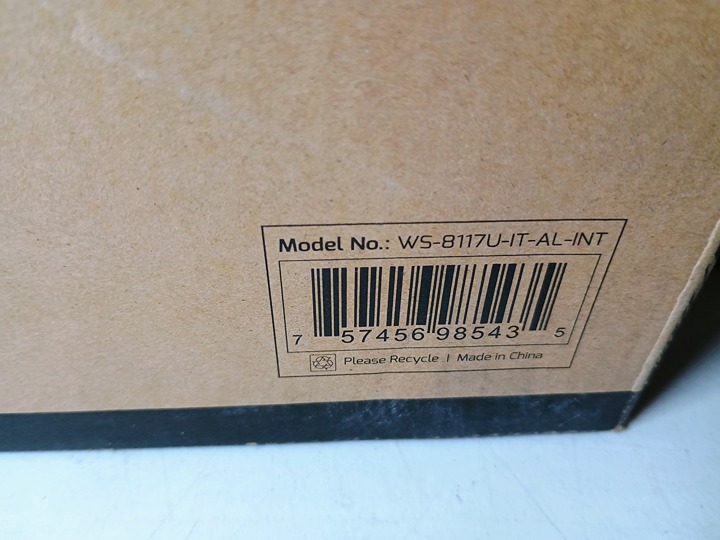 Model No.: WS-8117U-IT-AL-INT
7 57456 98543 5
Please Recycle | Made in China